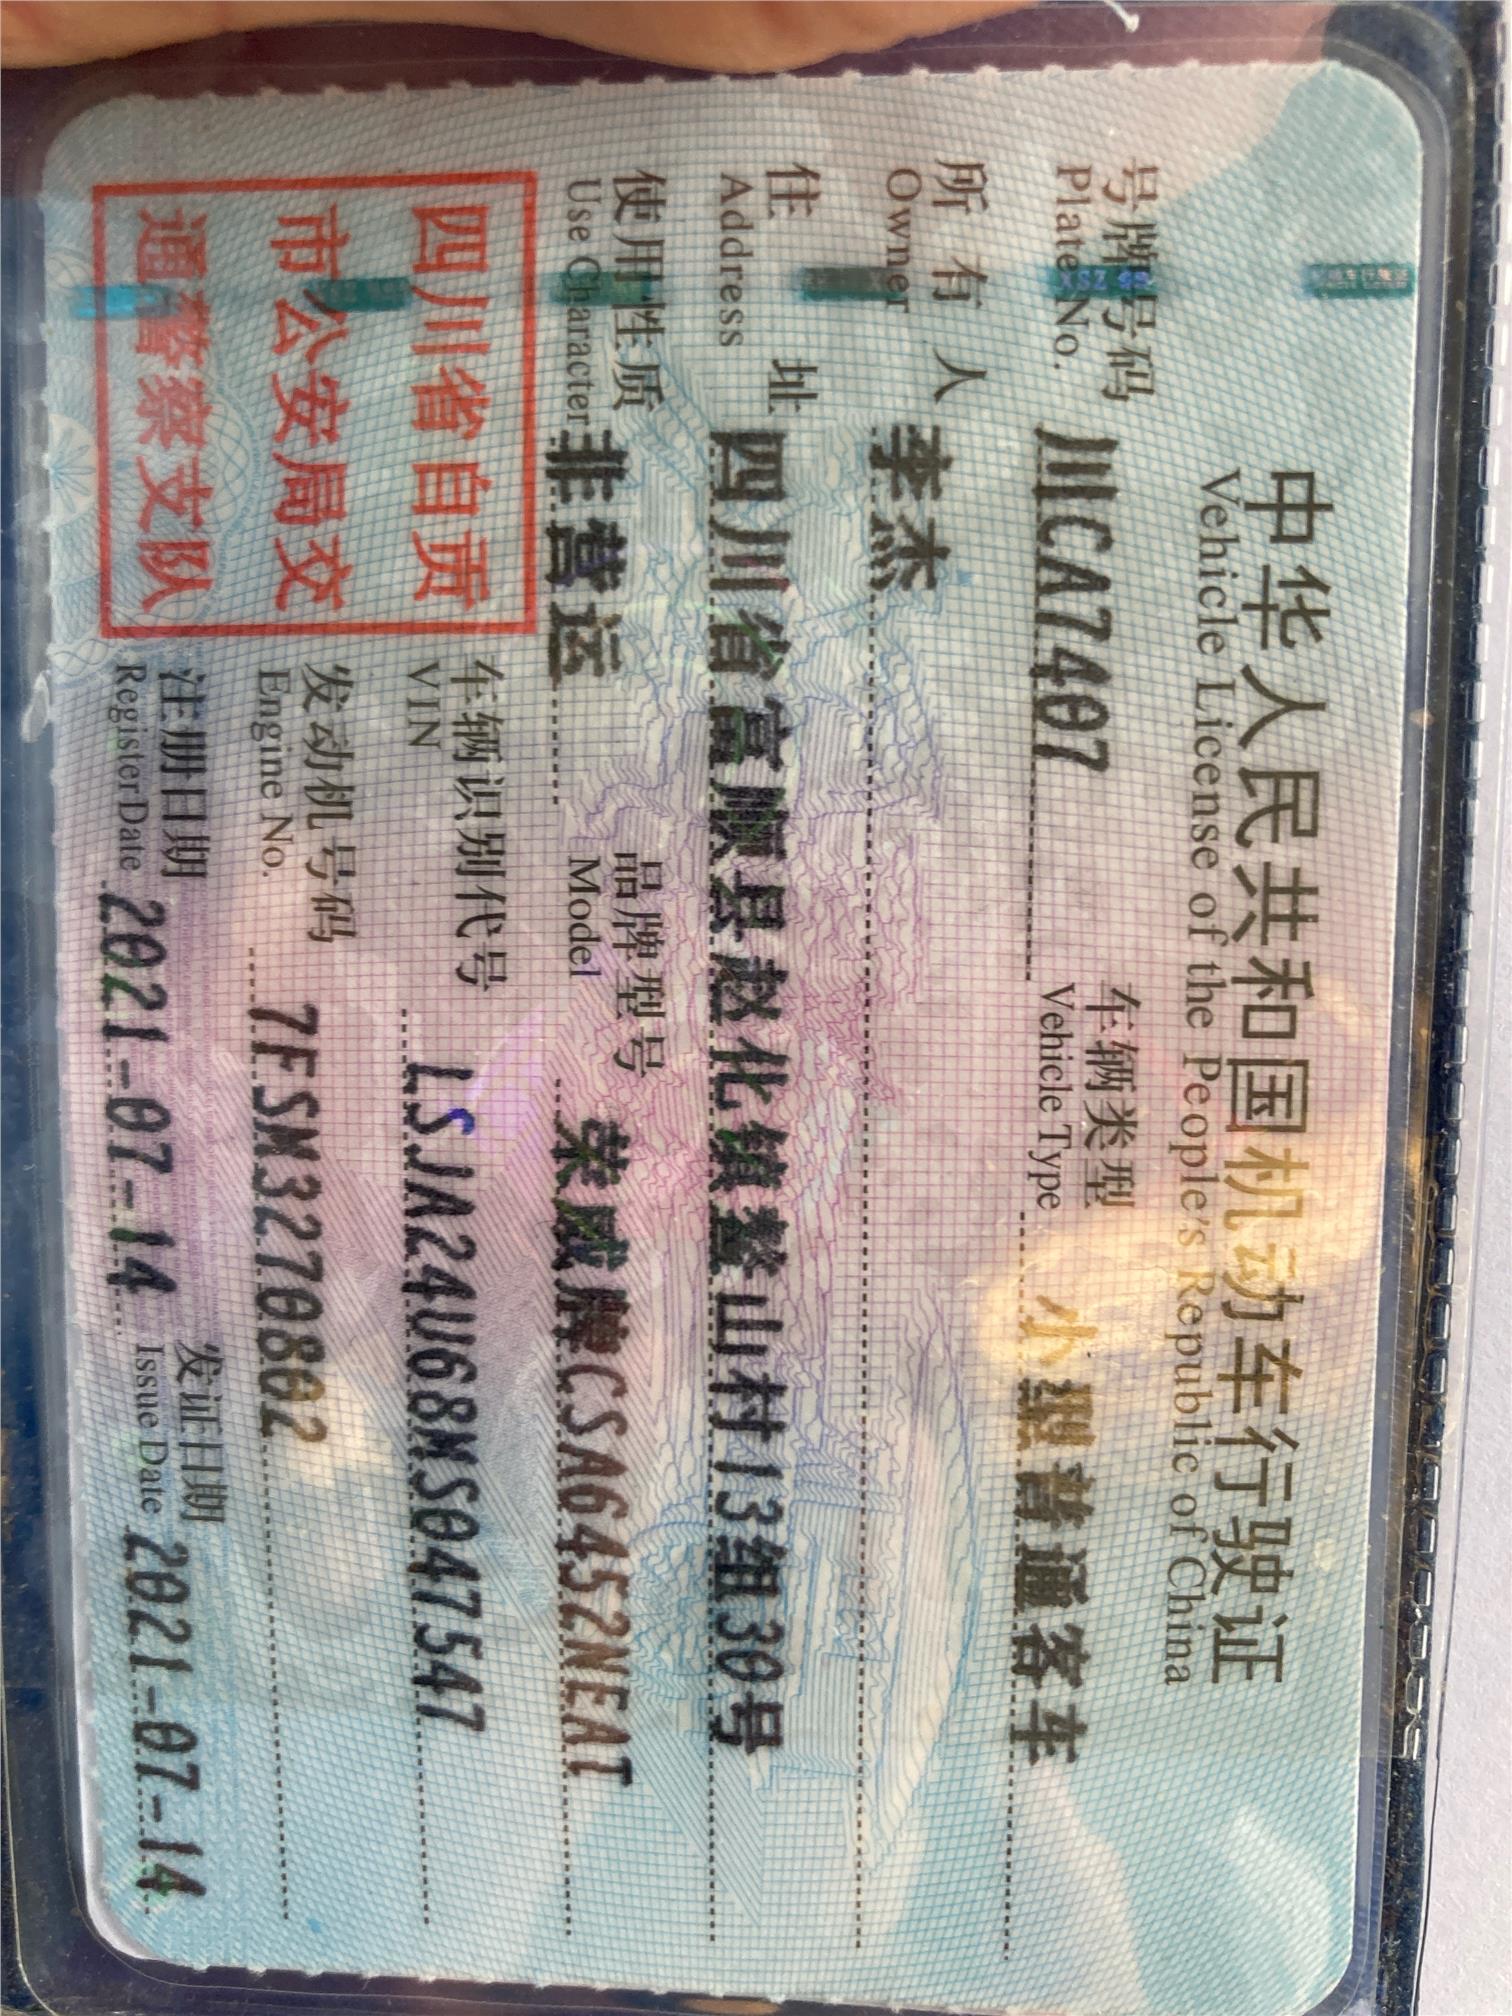 中华人民共和国机动车行驶证
Vehicle License of the People's Republic of China
号牌号码 川CA7407 车辆类型 小型普通客车
Plate No. Vehicle Type
所有人 李杰
Owner
住址 四川省富顺县赵化镇鳌山村13组30号
Address
使用性质 非营运 品牌型号 荣威牌CSA6452NEAT
Use Character Model
四川省自贡
市公安局交
通警察支队
车辆识别代号 LSJA24U68MS047547
VIN
发动机号码 7FSM3270802
Engine No.
注册日期 2021-07-14 发证日期 2021-07-14
Register Date Issue Date